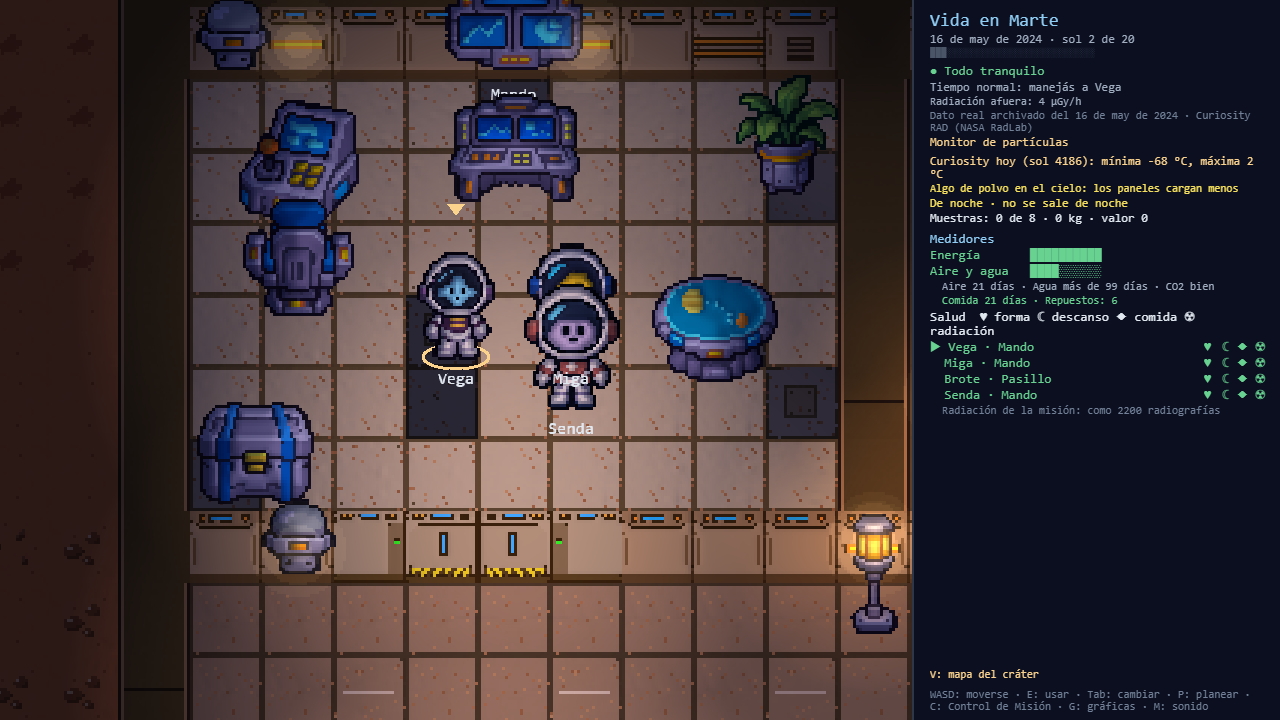 Mando
Vega
Miga
Senda
Vida en Marte
16 de may de 2024 · sol 2 de 20
● Todo tranquilo
Tiempo normal: manejás a Vega
Radiación afuera: 4 µGy/h
Dato real archivado del 16 de may de 2024 · Curiosity
RAD (NASA RadLab)
Monitor de partículas
Curiosity hoy (sol 4186): mínima -68 °C, máxima 2
°C
Algo de polvo en el cielo: los paneles cargan menos
De noche · no se sale de noche
Muestras: 0 de 8 · 0 kg · valor 0
Medidores
Energía
Aire y agua
Aire 21 días · Agua más de 99 días · CO2 bien
Comida 21 días · Repuestos: 6
Salud ♥ forma ☾ descanso ◆ comida ☢
radiación
▶ Vega · Mando ♥ ☾ ◆ ☢
Miga · Mando ♥ ☾ ◆ ☢
Brote · Pasillo ♥ ☾ ◆ ☢
Senda · Mando ♥ ☾ ◆ ☢
Radiación de la misión: como 2200 radiografías
V: mapa del cráter
WASD: moverse · E: usar · Tab: cambiar · P: planear ·
C: Control de Misión · G: gráficas · M: sonido